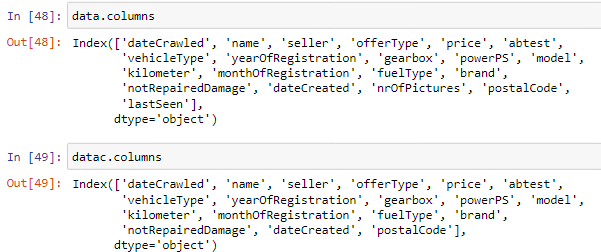 In [48]: data.columns
Out[48]: Index(['dateCrawled', 'name', 'seller', 'offerType', 'price', 'abtest',
'vehicleType', 'yearOfRegistration', 'gearbox', 'powerPS', 'model',
'kilometer', 'monthOfRegistration', 'fuelType', 'brand',
'notRepairedDamage', 'dateCreated', 'nrOfPictures', 'postalCode',
'lastSeen'],
dtype='object')
In [49]: datac.columns
Out[49]: Index(['dateCrawled', 'name', 'seller', 'offerType', 'price', 'abtest',
'vehicleType', 'yearOfRegistration', 'gearbox', 'powerPS', 'model',
'kilometer', 'monthOfRegistration', 'fuelType', 'brand',
'notRepairedDamage', 'dateCreated', 'postalCode'],
dtype='object')